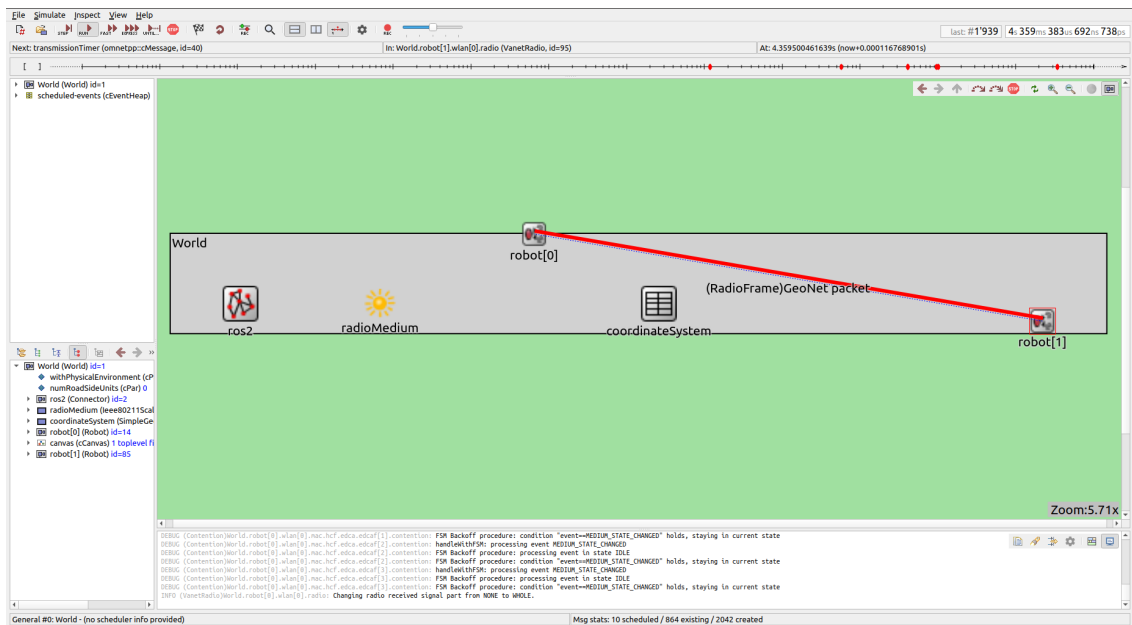 File Simulate Inspect View Help
STEP RUN FAST EXPRESS UNTIL... STOP REC REC
last: #1'939 4s 359ms 383us 692ns 738ps
Next: transmissionTimer (omnetpp::cMessage, id=40) In: World.robot[1].wlan[0].radio (VanetRadio, id=95) At: 4.359500461639s (now+0.000116768901s)
[ ]
World (World) id=1
scheduled-events (cEventHeap)
STOP
World
robot[0]
(RadioFrame)GeoNet packet
ros2
radioMedium
coordinateSystem
robot[1]
Zoom:5.71x
World (World) id=1
withPhysicalEnvironment (cP
numRoadSideUnits (cPar) 0
ros2 (Connector) id=2
radioMedium (Ieee80211Scal
coordinateSystem (SimpleGe
robot[0] (Robot) id=14
canvas (cCanvas) 1 toplevel fi
robot[1] (Robot) id=85
DEBUG (Contention)World.robot[0].wlan[0].mac.hcf.edca.edcaf[1].contention: FSM Backoff procedure: condition "event==MEDIUM_STATE_CHANGED" holds, staying in current state
DEBUG (Contention)World.robot[0].wlan[0].mac.hcf.edca.edcaf[2].contention: handleWithFSM: processing event MEDIUM_STATE_CHANGED
DEBUG (Contention)World.robot[0].wlan[0].mac.hcf.edca.edcaf[2].contention: FSM Backoff procedure: processing event in state IDLE
DEBUG (Contention)World.robot[0].wlan[0].mac.hcf.edca.edcaf[2].contention: FSM Backoff procedure: condition "event==MEDIUM_STATE_CHANGED" holds, staying in current state
DEBUG (Contention)World.robot[0].wlan[0].mac.hcf.edca.edcaf[3].contention: handleWithFSM: processing event MEDIUM_STATE_CHANGED
DEBUG (Contention)World.robot[0].wlan[0].mac.hcf.edca.edcaf[3].contention: FSM Backoff procedure: processing event in state IDLE
DEBUG (Contention)World.robot[0].wlan[0].mac.hcf.edca.edcaf[3].contention: FSM Backoff procedure: condition "event==MEDIUM_STATE_CHANGED" holds, staying in current state
INFO (VanetRadio)World.robot[0].wlan[0].radio: Changing radio received signal part from NONE to WHOLE.
General #0: World - (no scheduler info provided) Msg stats: 10 scheduled / 864 existing / 2042 created